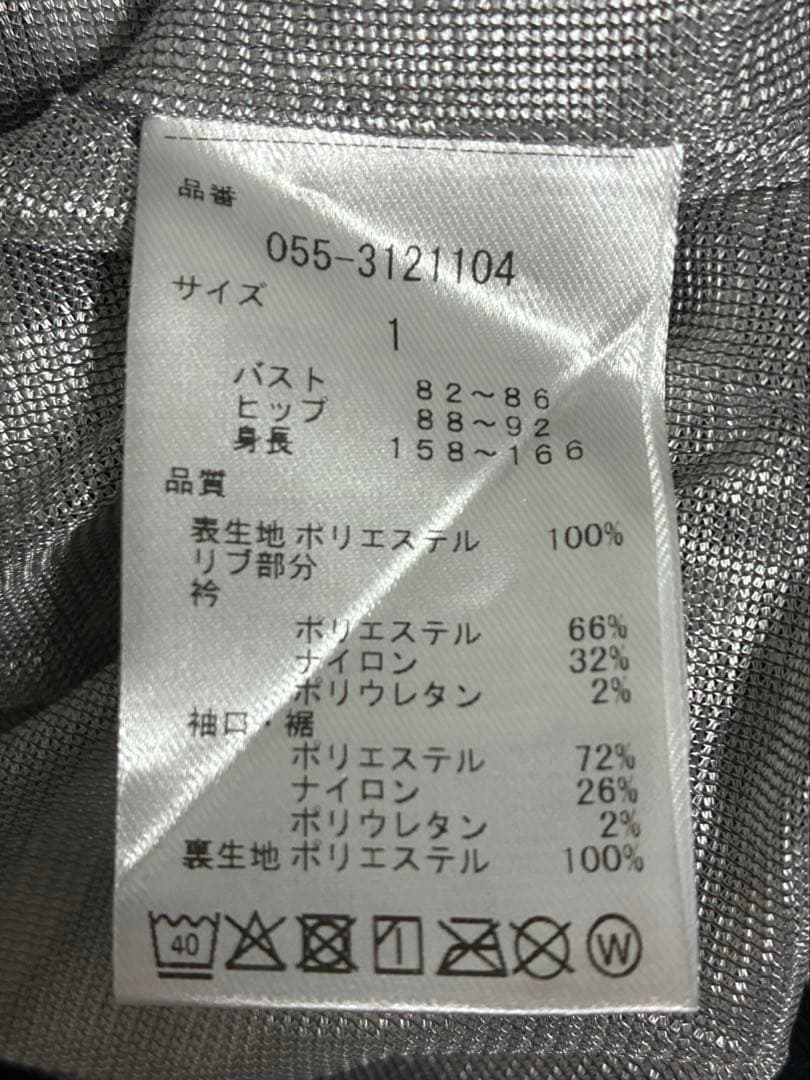 品番
055-3121104
サイズ
1
バスト 82～86
ヒップ 88～92
身長 158～166
品質
表生地 ポリエステル 100%
リブ部分
衿
ポリエステル 66%
ナイロン 32%
ポリウレタン 2%
袖口・裾
ポリエステル 72%
ナイロン 26%
ポリウレタン 2%
裏生地 ポリエステル 100%
40 W